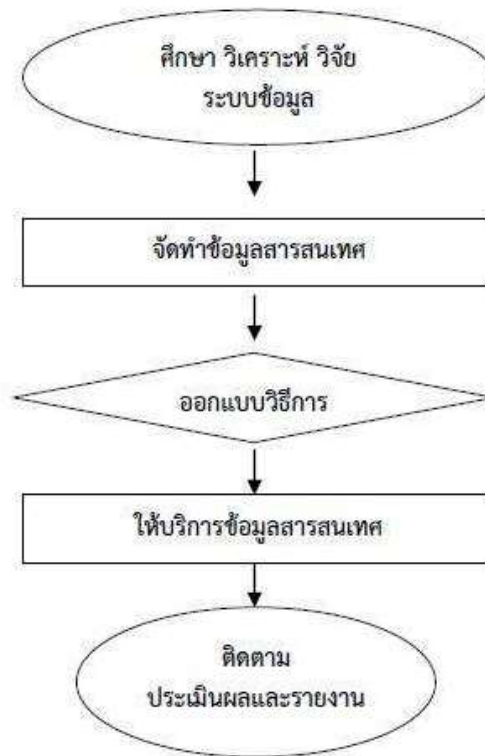 ศึกษา วิเคราะห์ วิจัย
ระบบข้อมูล
จัดทำข้อมูลสารสนเทศ
ออกแบบวิธีการ
ให้บริการข้อมูลสารสนเทศ
ติดตาม
ประเมินผลและรายงาน